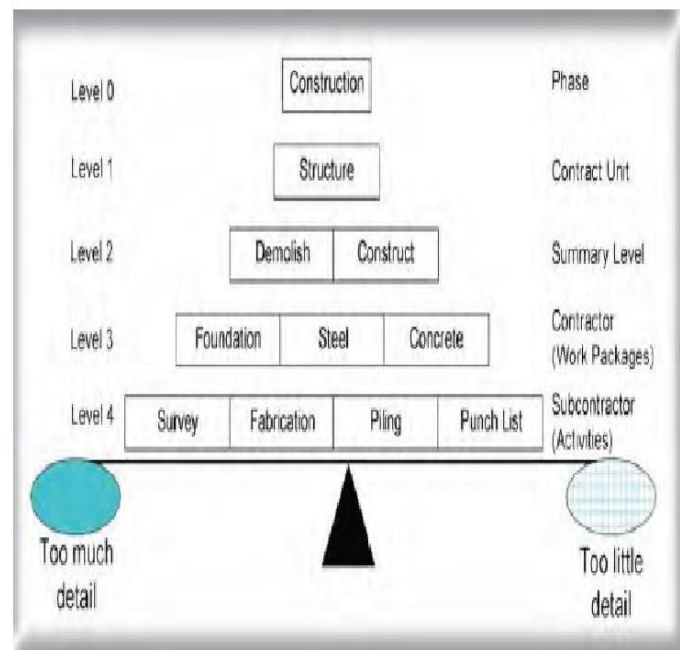 Level 0 Construction Phase
Level 1 Structure Contract Unit
Level 2 Demolish Construct Summary Level
Level 3 Foundation Steel Concrete Contractor
(Work Packages)
Level 4 Survey Fabrication Piling Punch List Subcontractor
(Activities)
Too much
detail
Too little
detail